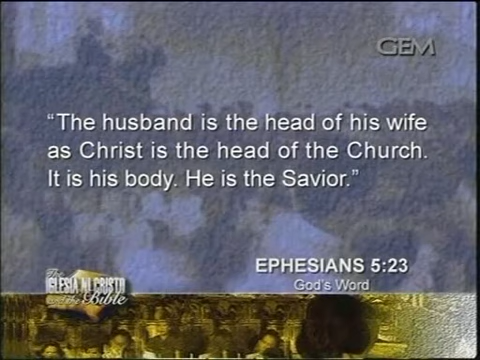 GEM
“The husband is the head of his wife
as Christ is the head of the Church.
It is his body. He is the Savior.”
EPHESIANS 5:23
God's Word
The
IGLESIA NI CRISTO
and the Bible